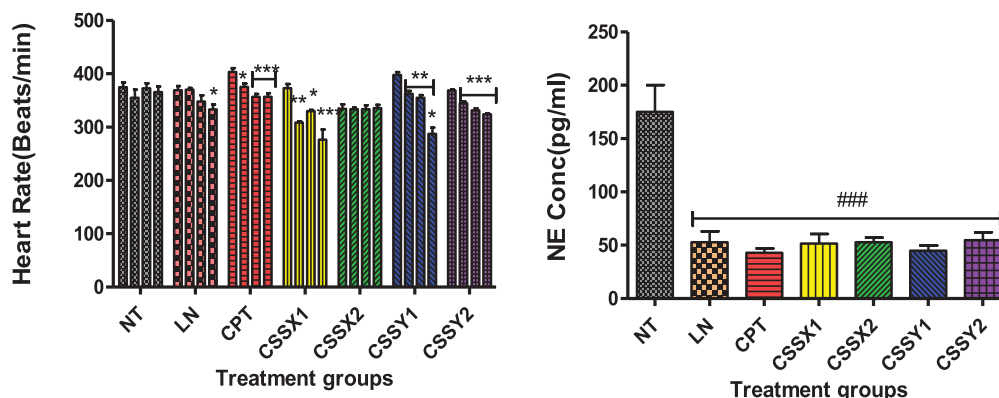 Heart Rate(Beats/min)
500
400
300
200
100
0
*
*
***
**
*
***
**
*
***
NT
LN
CPT
CSSX1
CSSX2
CSSY1
CSSY2
Treatment groups
NE Conc(pg/ml)
250
200
150
100
50
0
###
NT
LN
CPT
CSSX1
CSSX2
CSSY1
CSSY2
Treatment groups